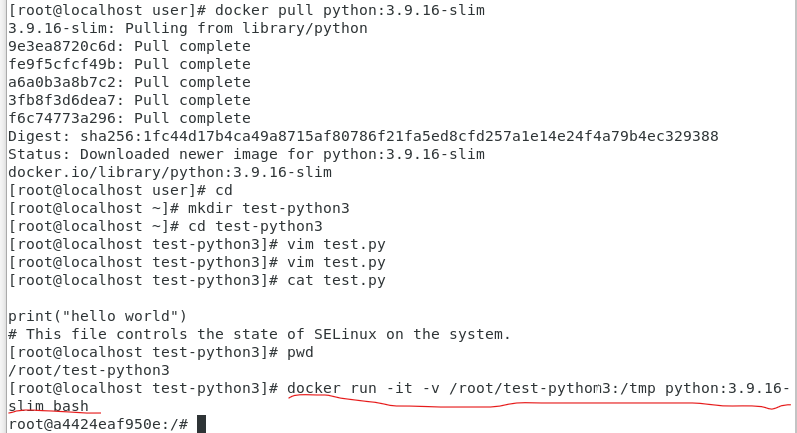 [root@localhost user]# docker pull python:3.9.16-slim
3.9.16-slim: Pulling from library/python
9e3ea8720c6d: Pull complete
fe9f5cfcf49b: Pull complete
a6a0b3a8b7c2: Pull complete
3fb8f3d6dea7: Pull complete
f6c74773a296: Pull complete
Digest: sha256:1fc44d17b4ca49a8715af80786f21fa5ed8cfd257a1e14e24f4a79b4ec329388
Status: Downloaded newer image for python:3.9.16-slim
docker.io/library/python:3.9.16-slim
[root@localhost user]# cd
[root@localhost ~]# mkdir test-python3
[root@localhost ~]# cd test-python3
[root@localhost test-python3]# vim test.py
[root@localhost test-python3]# vim test.py
[root@localhost test-python3]# cat test.py
print("hello world")
# This file controls the state of SELinux on the system.
[root@localhost test-python3]# pwd
/root/test-python3
[root@localhost test-python3]# docker run -it -v /root/test-python3:/tmp python:3.9.16-
slim bash
root@a4424eaf950e:/#